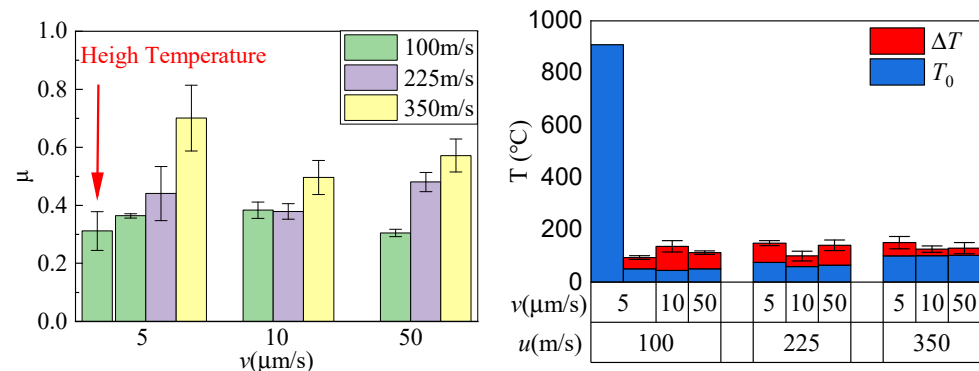 1.0
0.8
0.6
0.4
0.2
0.0
μ
Heigh Temperature
100m/s
225m/s
350m/s
5 10 50
v(μm/s)
1000
800
600
400
200
0
T (°C)
ΔT
T₀
v(μm/s) 5 10 50 5 10 50 5 10 50
u(m/s) 100 225 350